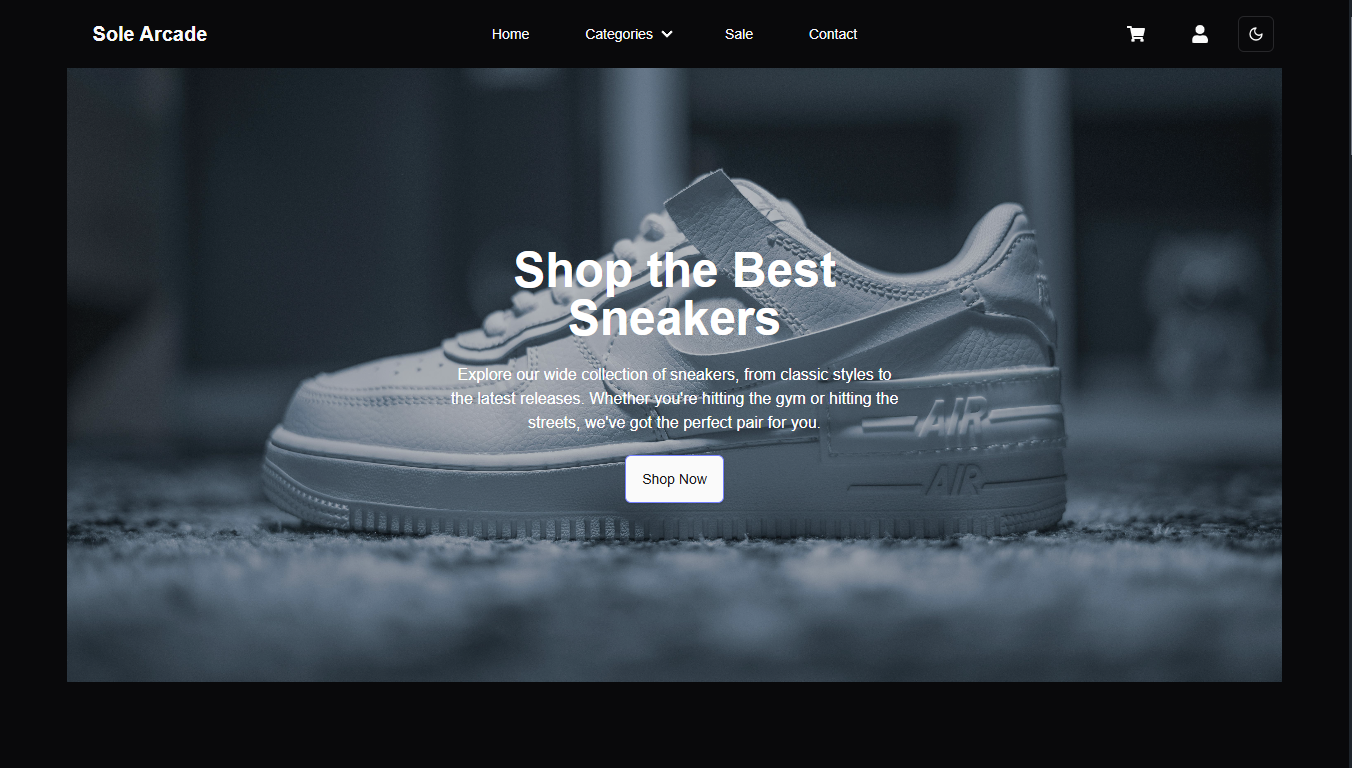 Sole Arcade
Home Categories Sale Contact
Shop the Best
Sneakers
Explore our wide collection of sneakers, from classic styles to
the latest releases. Whether you're hitting the gym or hitting the
streets, we've got the perfect pair for you.
AIR
AIR
Shop Now